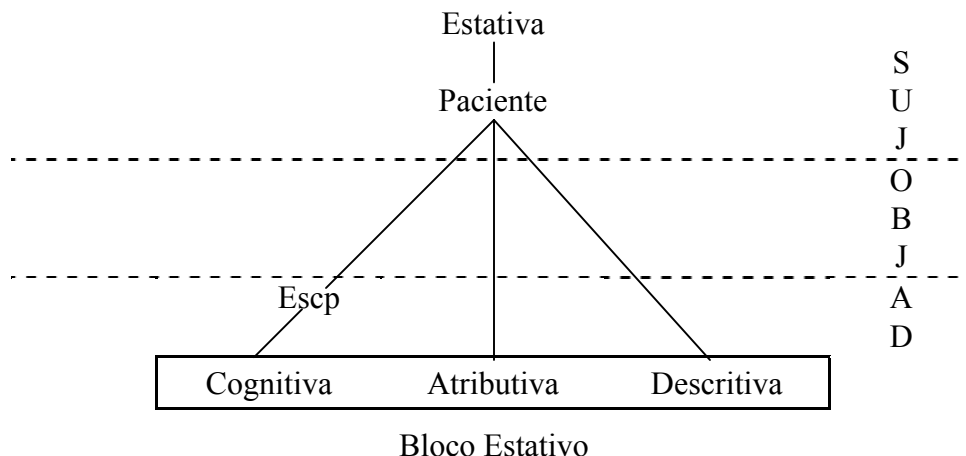 Estativa
S
U
J
Paciente
O
B
J
Escp
A
D
Cognitiva Atributiva Descritiva
Bloco Estativo